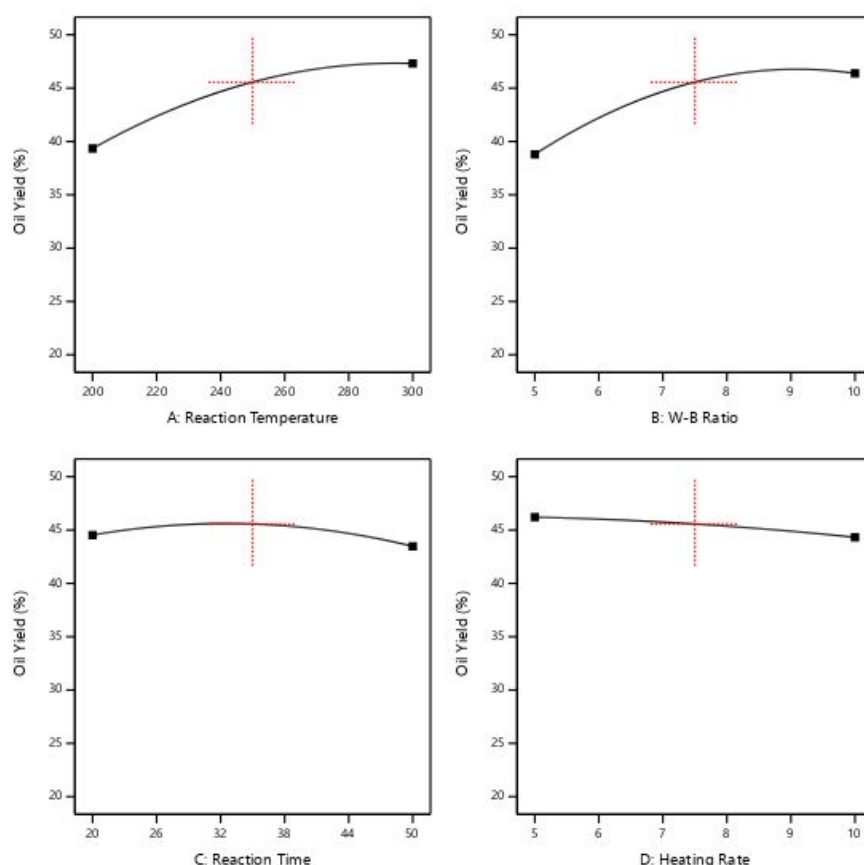 50
45
40
35
30
25
20
Oil Yield (%)
200 220 240 260 280 300
A: Reaction Temperature
50
45
40
35
30
25
20
Oil Yield (%)
5 6 7 8 9 10
B: W-B Ratio
50
45
40
35
30
25
20
Oil Yield (%)
20 26 32 38 44 50
C: Reaction Time
50
45
40
35
30
25
20
Oil Yield (%)
5 6 7 8 9 10
D: Heating Rate